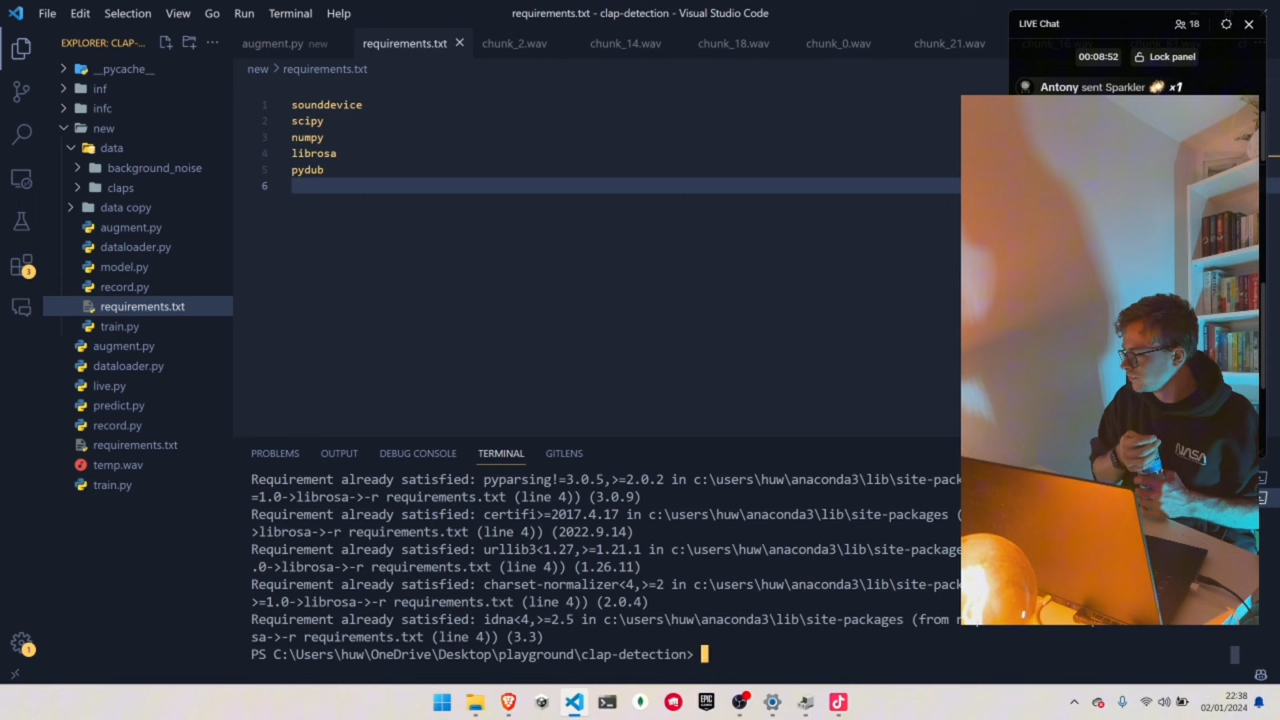 File Edit Selection View Go Run Terminal Help
requirements.txt - clap-detection - Visual Studio Code
LIVE Chat
18
00:08:52
Lock panel
Antony sent Sparkler x1
EXPLORER: CLAP-...
augment.py new
requirements.txt
chunk_2.wav
chunk_14.wav
chunk_18.wav
chunk_0.wav
chunk_21.wav
new > requirements.txt
__pycache__
inf
infc
new
data
background_noise
claps
data copy
augment.py
dataloader.py
model.py
record.py
requirements.txt
train.py
augment.py
dataloader.py
live.py
predict.py
record.py
requirements.txt
temp.wav
train.py
3
1
1 sounddevice
2 scipy
3 numpy
4 librosa
5 pydub
6
NASA
PROBLEMS OUTPUT DEBUG CONSOLE TERMINAL GITLENS
Requirement already satisfied: pyparsing!=3.0.5,>=2.0.2 in c:\users\huw\anaconda3\lib\site-pack
=1.0->librosa->-r requirements.txt (line 4)) (3.0.9)
Requirement already satisfied: certifi>=2017.4.17 in c:\users\huw\anaconda3\lib\site-packages (
>librosa->-r requirements.txt (line 4)) (2022.9.14)
Requirement already satisfied: urllib3<1.27,>=1.21.1 in c:\users\huw\anaconda3\lib\site-packa
.0->librosa->-r requirements.txt (line 4)) (1.26.11)
Requirement already satisfied: charset-normalizer<4,>=2 in c:\users\huw\anaconda3\lib\site-pa
>=1.0->librosa->-r requirements.txt (line 4)) (2.0.4)
Requirement already satisfied: idna<4,>=2.5 in c:\users\huw\anaconda3\lib\site-packages (from
sa->-r requirements.txt (line 4)) (3.3)
PS C:\Users\huw\OneDrive\Desktop\playground\clap-detection>
EPIC GAMES
22:38
02/01/2024